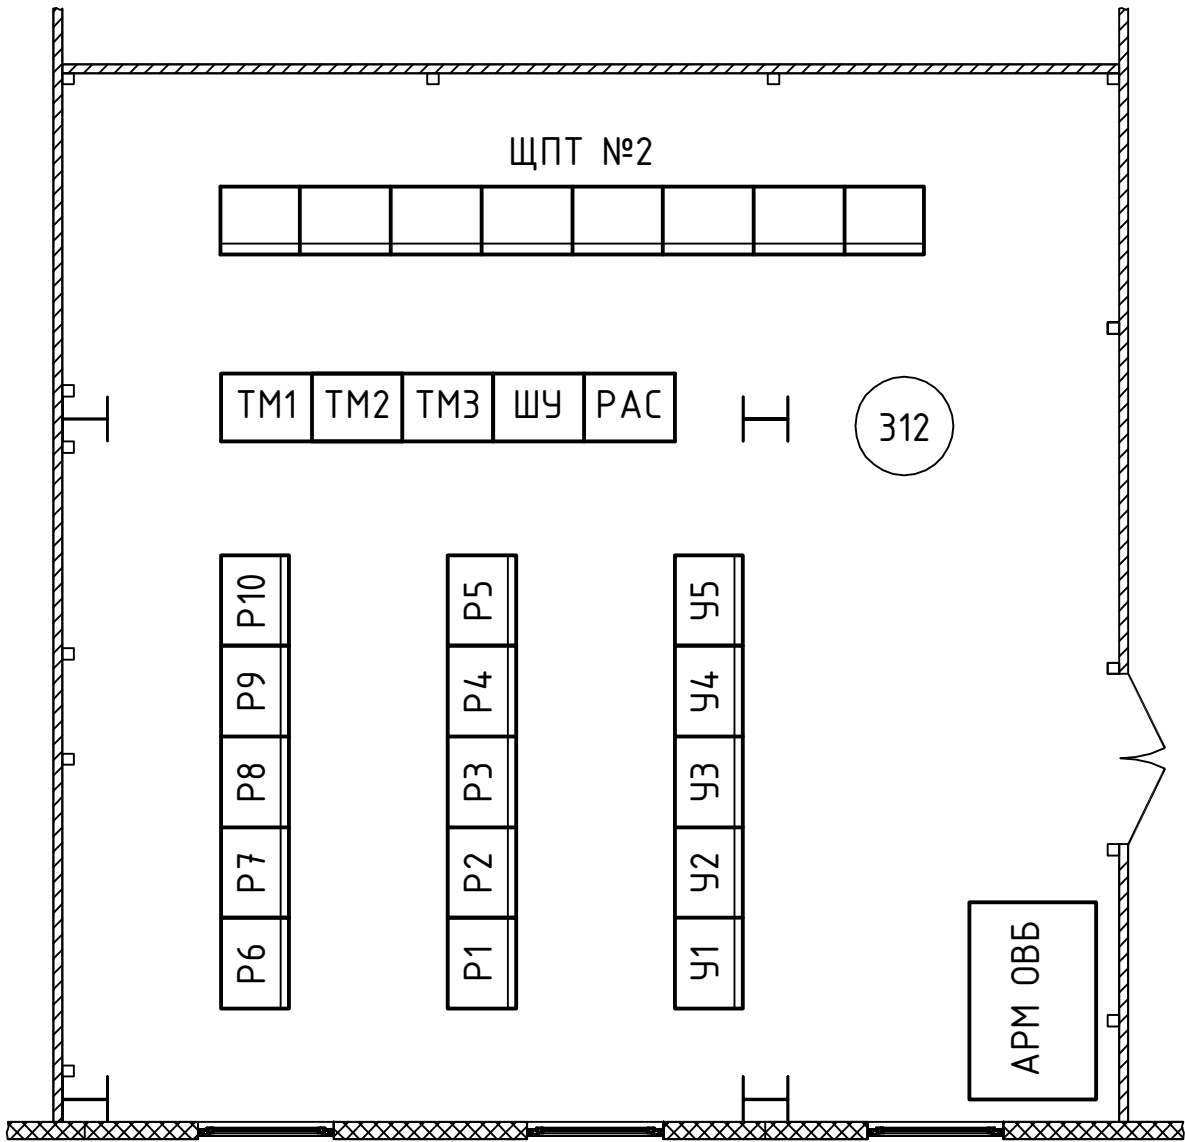 ЩПТ №2
ТМ1 ТМ2 ТМ3 ШУ РАС
312
Р10 Р5 У5
Р9 Р4 У4
Р8 Р3 У3
Р7 Р2 У2
Р6 Р1 У1
АРМ ОВБ